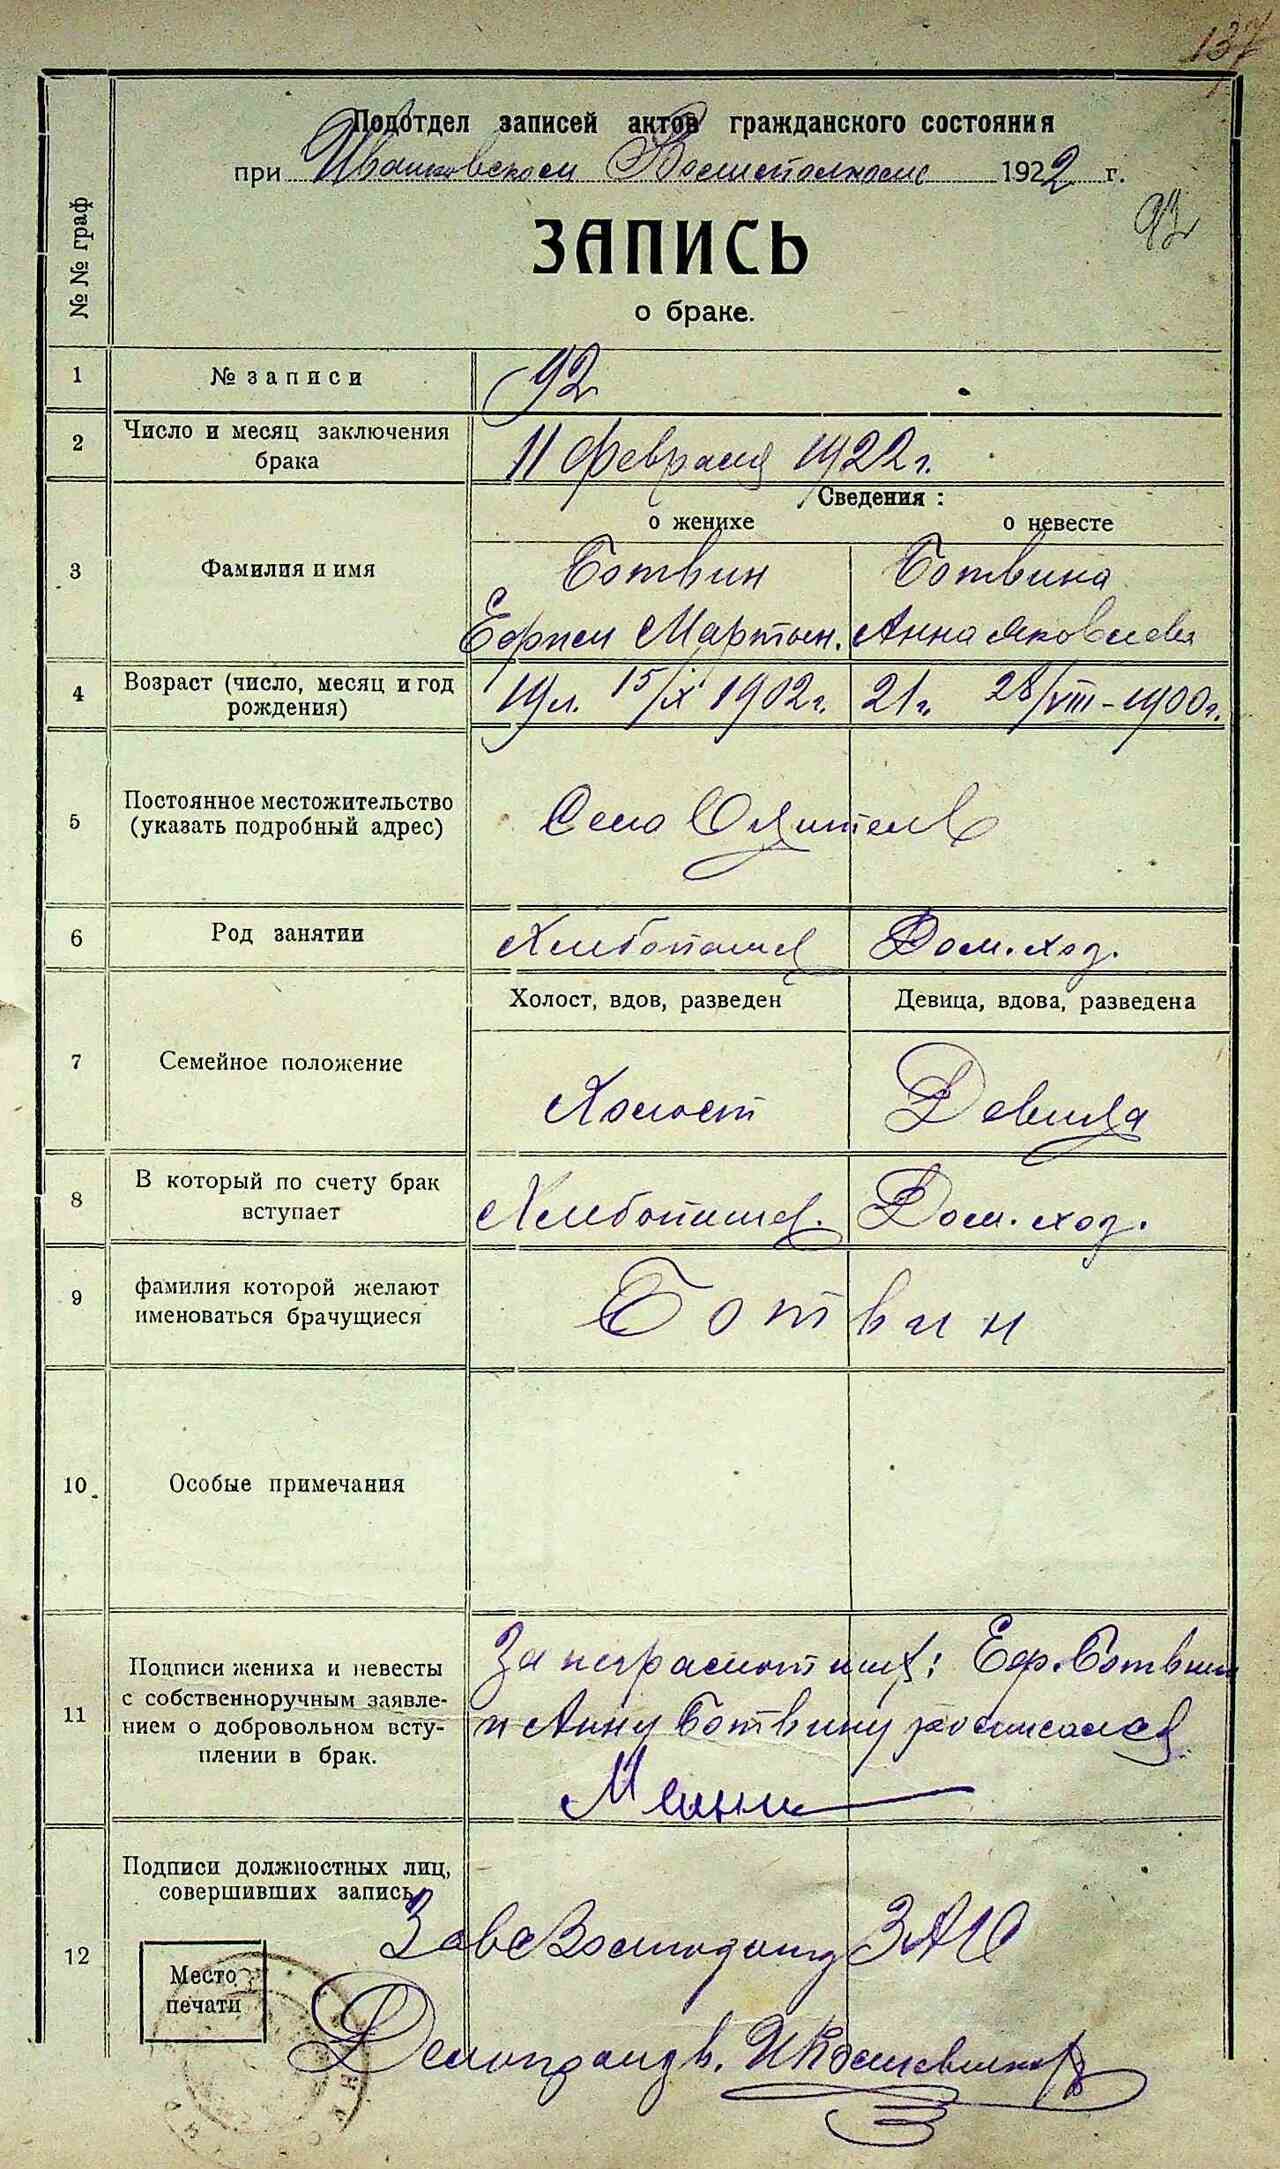 137
Подотдел записей актов гражданского состояния
при Ивановском Волисполкоме 1922 г.
92
ЗАПИСЬ
о браке.
№ № граф
1 № записи 92
2 Число и месяц заключения брака 11 февраля 1922 г.
Сведения:
о женихе о невесте
3 Фамилия и имя Ботвин Ботвина
Ефрем Мартын. Анна Яковлева
4 Возраст (число, месяц и год рождения) 19 л. 15/IX 1902 г. 21 г. 28/VIII-1900 г.
5 Постоянное местожительство
(указать подробный адрес) Село
6 Род занятии Хлебопашец Дом. хоз.
Холост, вдов, разведен Девица, вдова, разведена
7 Семейное положение Холост Девица
8 В который по счету брак
вступает Хлебопашец. Дом. хоз.
9 фамилия которой желают
именоваться брачущиеся Ботвин
10 Особые примечания
11 Подписи жениха и невесты
с собственноручным заявле-
нием о добровольном всту-
плении в брак.
За неграмотных: Еф. Ботвин
и Анну Ботвину расписался
12 Подписи должностных лиц,
совершивших запись
Зав ЗАГС
Место
печати
Делопроизв.